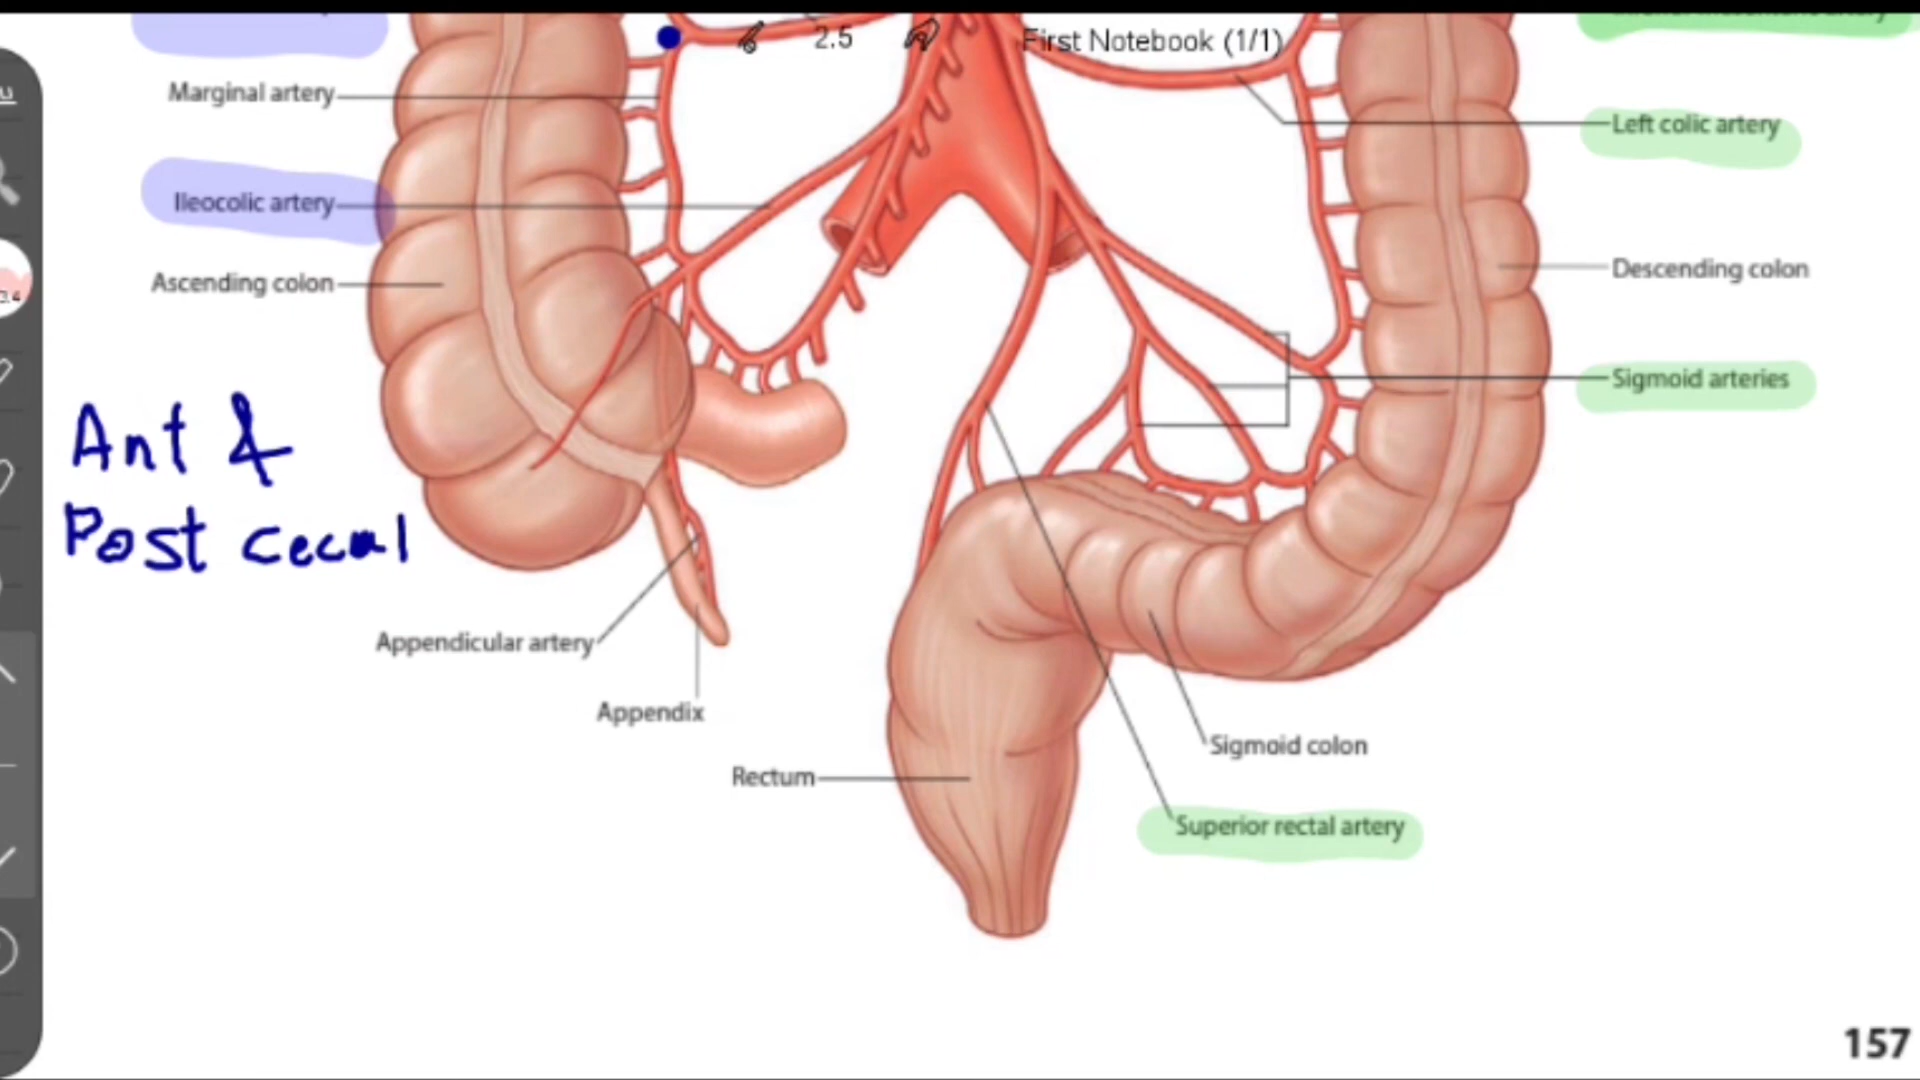 2.5
First Notebook (1/1)
Marginal artery
Left colic artery
Ileocolic artery
Descending colon
Ascending colon
Sigmoid arteries
Ant &
Post cecal
Appendicular artery
Appendix
Sigmoid colon
Rectum
Superior rectal artery
157